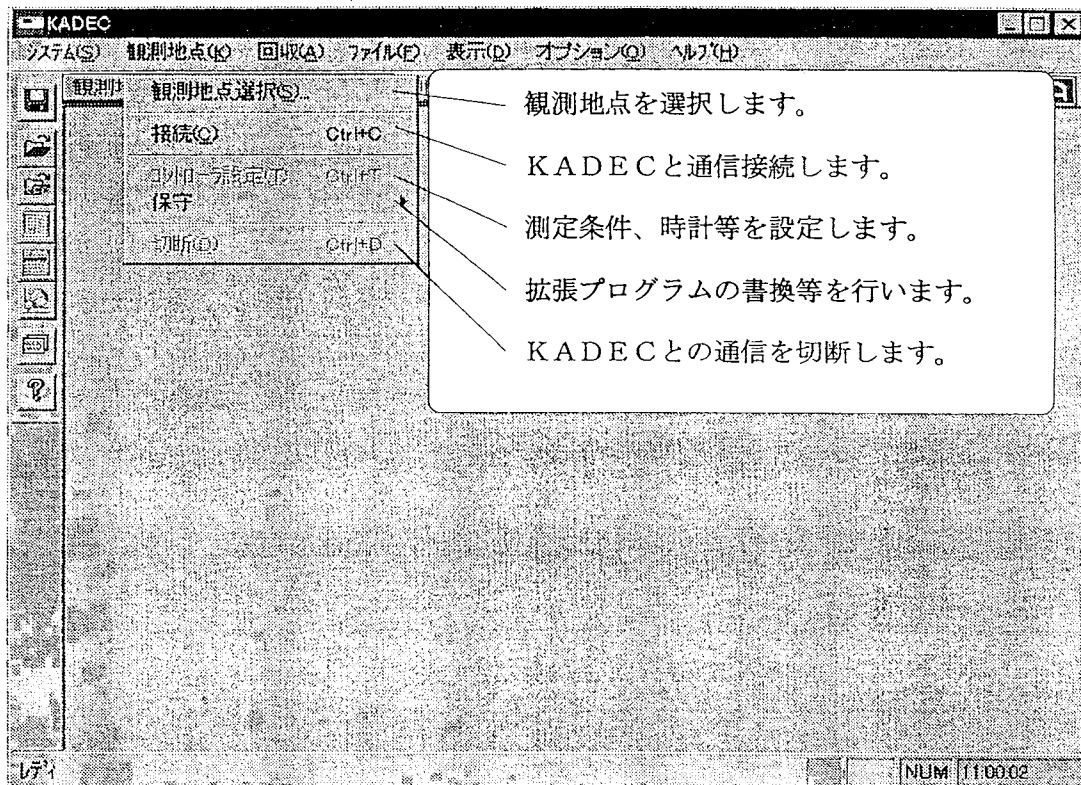 KADEC
ｼｽﾃﾑ(S) 観測地点(K) 回収(A) ﾌｧｲﾙ(F) 表示(D) オプション(O) ﾍﾙﾌﾟ(H)
観測地
観測地点選択(S)...
接続(C) Ctrl+C
ｺﾝﾄﾛｰﾗ設定(T) Ctrl+T
保守
切断(D) Ctrl+D
観測地点を選択します。
ＫＡＤＥＣと通信接続します。
測定条件、時計等を設定します。
拡張プログラムの書換等を行います。
ＫＡＤＥＣとの通信を切断します。
ﾚﾃﾞｨ
NUM 11:00:02